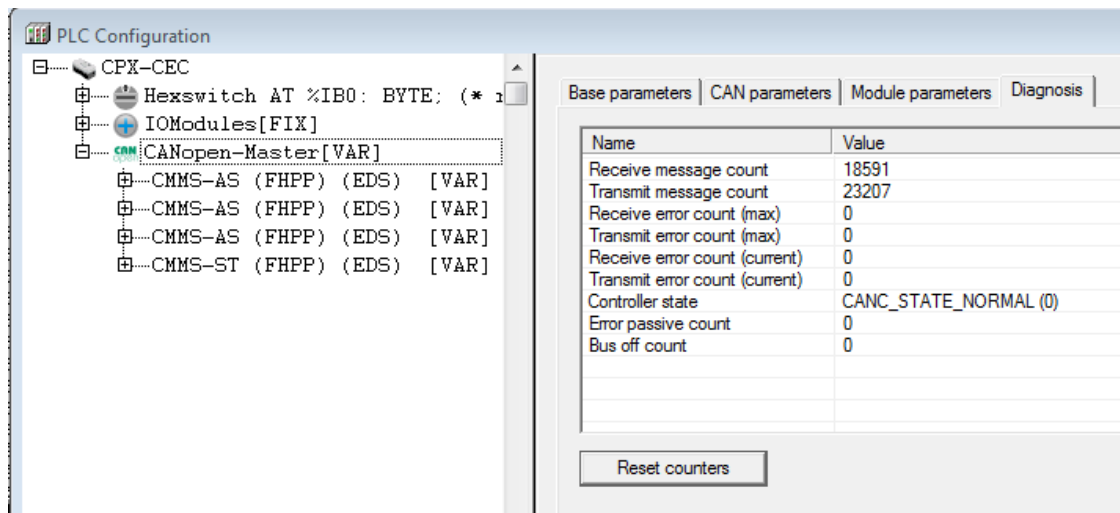 PLC Configuration
CPX-CEC
Hexswitch AT %IB0: BYTE; (*
IOModules[FIX]
CAN open CANopen-Master[VAR]
CMMS-AS (FHPP) (EDS) [VAR]
CMMS-AS (FHPP) (EDS) [VAR]
CMMS-AS (FHPP) (EDS) [VAR]
CMMS-ST (FHPP) (EDS) [VAR]
Base parameters CAN parameters Module parameters Diagnosis
Name Value
Receive message count 18591
Transmit message count 23207
Receive error count (max) 0
Transmit error count (max) 0
Receive error count (current) 0
Transmit error count (current) 0
Controller state CANC_STATE_NORMAL (0)
Error passive count 0
Bus off count 0
Reset counters